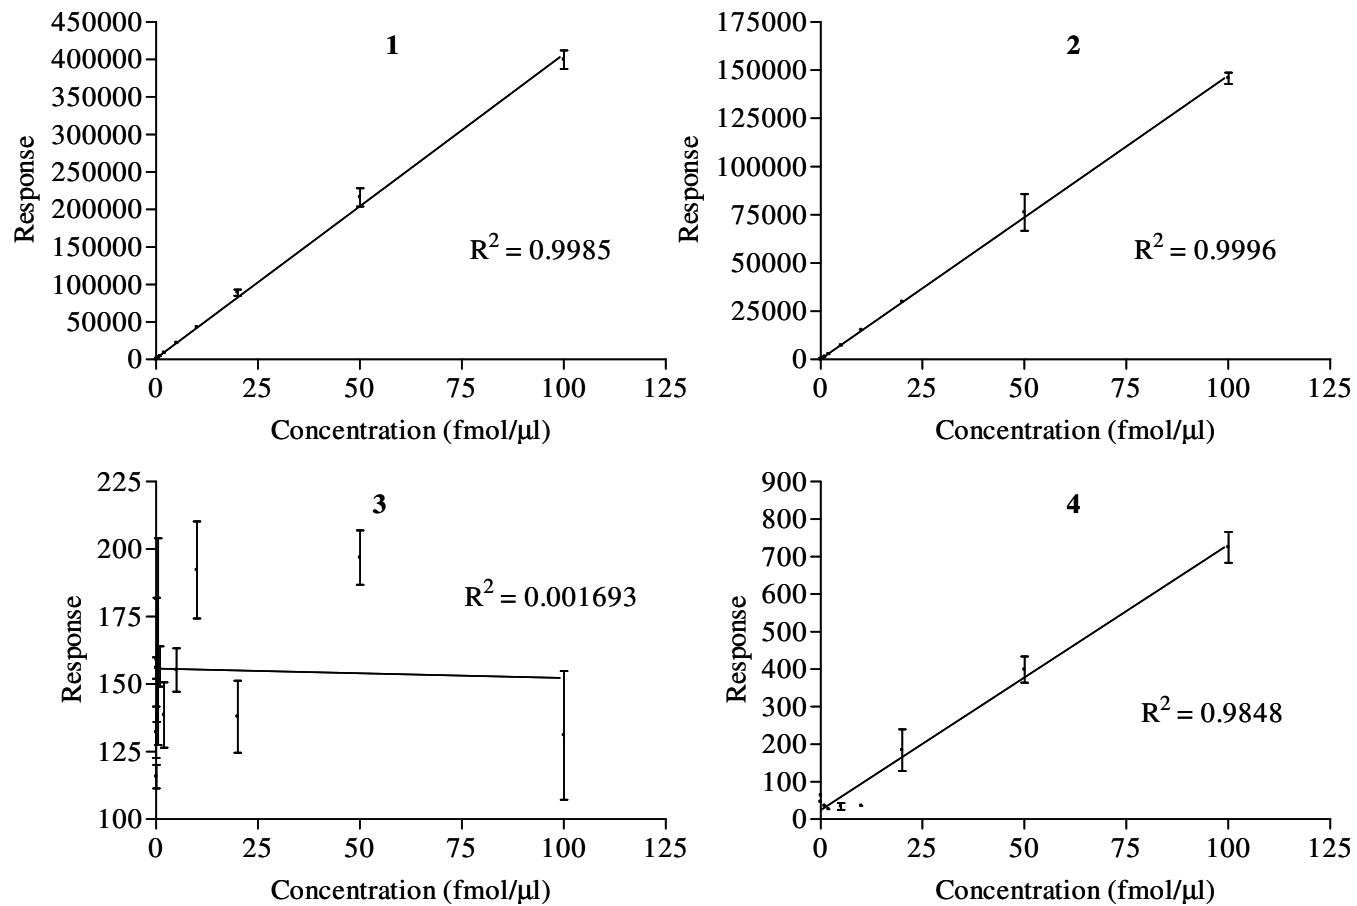 1
Response
450000
400000
350000
300000
250000
200000
150000
100000
50000
0
R² = 0.9985
0 25 50 75 100 125
Concentration (fmol/µl)
2
Response
175000
150000
125000
100000
75000
50000
25000
0
R² = 0.9996
0 25 50 75 100 125
Concentration (fmol/µl)
3
Response
225
200
175
150
125
100
R² = 0.001693
0 25 50 75 100 125
Concentration (fmol/µl)
4
Response
900
800
700
600
500
400
300
200
100
0
R² = 0.9848
0 25 50 75 100 125
Concentration (fmol/µl)